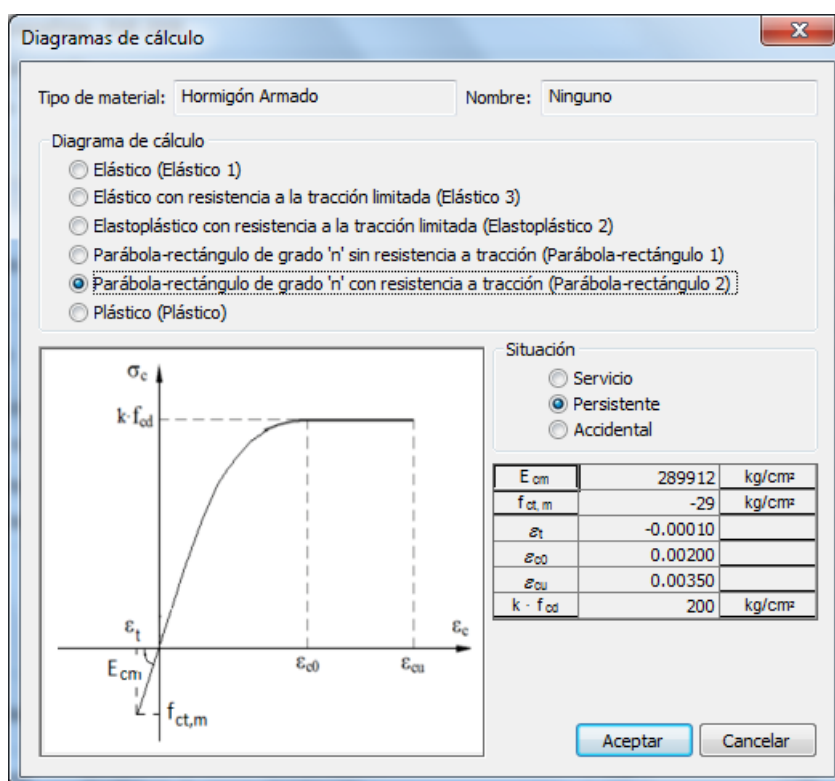 Diagramas de cálculo
Tipo de material: Hormigón Armado Nombre: Ninguno
Diagrama de cálculo
Elástico (Elástico 1)
Elástico con resistencia a la tracción limitada (Elástico 3)
Elastoplástico con resistencia a la tracción limitada (Elastoplástico 2)
Parábola-rectángulo de grado 'n' sin resistencia a tracción (Parábola-rectángulo 1)
Parábola-rectángulo de grado 'n' con resistencia a tracción (Parábola-rectángulo 2)
Plástico (Plástico)
σc
k·fcd
εt
εc
Ecm
εc0
εcu
fct,m
Situación
Servicio
Persistente
Accidental
E cm 289912 kg/cm²
f ct, m -29 kg/cm²
εt -0.00010
εc0 0.00200
εcu 0.00350
k · f cd 200 kg/cm²
Aceptar Cancelar